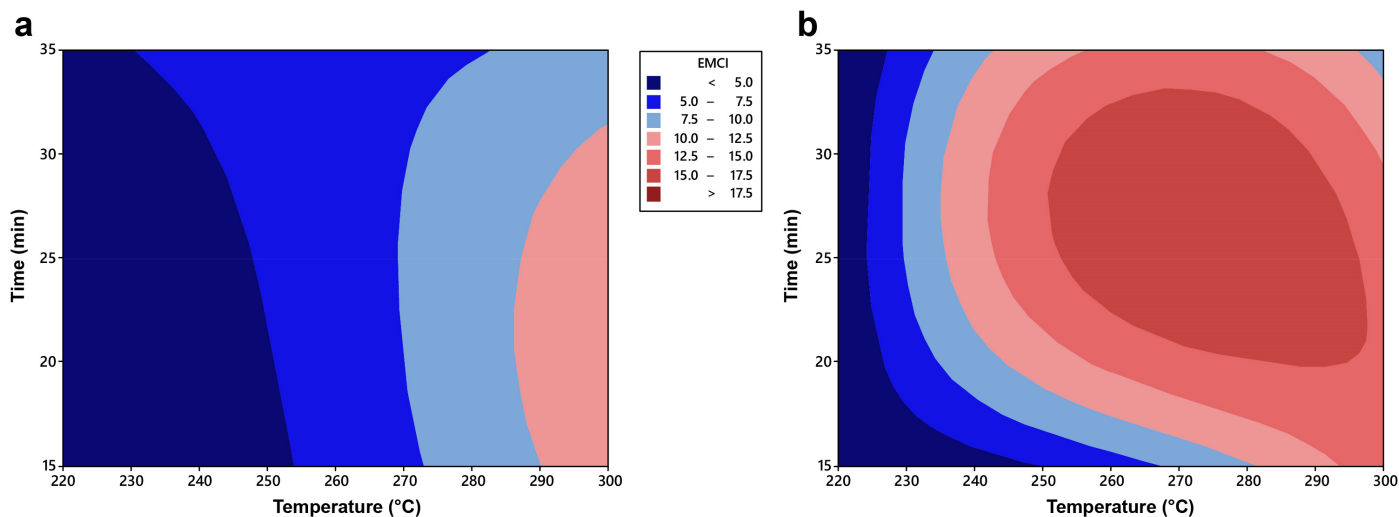 a
35
30
25
20
15
220 230 240 250 260 270 280 290 300
Time (min)
Temperature (°C)
EMCI
< 5.0
5.0 – 7.5
7.5 – 10.0
10.0 – 12.5
12.5 – 15.0
15.0 – 17.5
> 17.5
b
35
30
25
20
15
220 230 240 250 260 270 280 290 300
Time (min)
Temperature (°C)